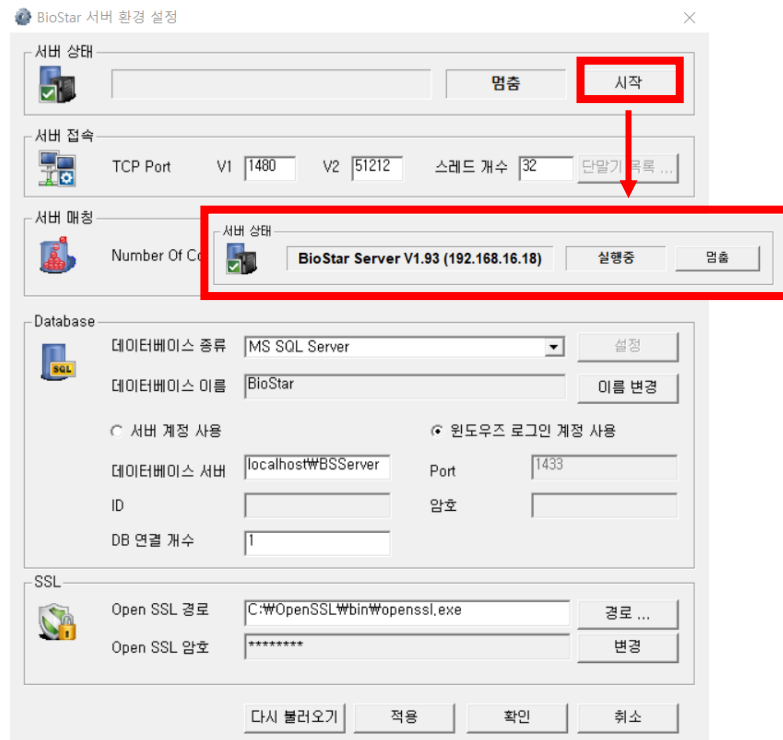 BioStar 서버 환경 설정
서버 상태
멈춤 시작
서버 접속
TCP Port V1 1480 V2 51212 스레드 개수 32 단말기 목록 ...
서버 매칭
Number Of
서버 상태
BioStar Server V1.93 (192.168.16.18) 실행중 멈춤
Database
데이터베이스 종류 MS SQL Server 설정
SQL
데이터베이스 이름 BioStar 이름 변경
서버 계정 사용 윈도우즈 로그인 계정 사용
데이터베이스 서버 localhost₩BSServer Port 1433
ID 암호
DB 연결 개수 1
SSL
Open SSL 경로 C:₩OpenSSL₩bin₩openssl.exe 경로 ...
Open SSL 암호 ******** 변경
다시 불러오기 적용 확인 취소